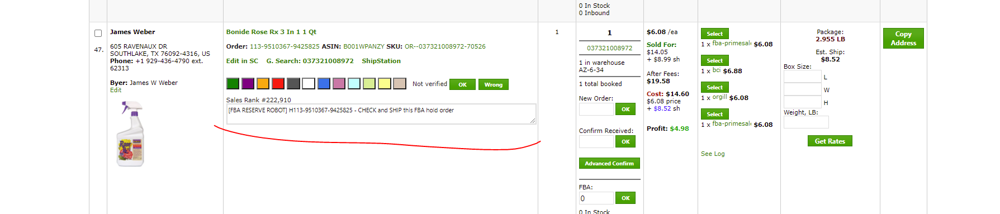 0 In Stock
0 Inbound
47.
James Weber
605 RAVENAUX DR
SOUTHLAKE, TX 76092-4316, US
Phone: +1 929-436-4790 ext.
62313
Byer: James W Weber
Edit
Bonide Rose Rx 3 In 1 1 Qt
Order: 113-9510367-9425825 ASIN: B001WPANZY SKU: OR--037321008972-70526
Edit in SC G. Search: 037321008972 ShipStation
Not verified OK Wrong
Sales Rank #222,910
[FBA RESERVE ROBOT] H113-9510367-9425825 - CHECK and SHIP this FBA hold order
1
1
037321008972
1 in warehouse
AZ-6-34
1 total booked
New Order:
OK
Confirm Received:
OK
Advanced Confirm
FBA:
0 OK
0 In Stock
$6.08 /ea
Sold For:
$14.05
+ $8.99 sh
After Fees:
$19.58
Cost: $14.60
$6.08 price
+ $8.52 sh
Profit: $4.98
Select
1 x fba-primesale $6.08
Select
1 x bci $6.88
Select
1 x orgill $6.08
Select
1 x fba-primesale $6.08
See Log
Package:
2.955 LB
Est. Ship:
$8.52
Box Size:
L
W
H
Weight, LB:
Get Rates
Copy
Address